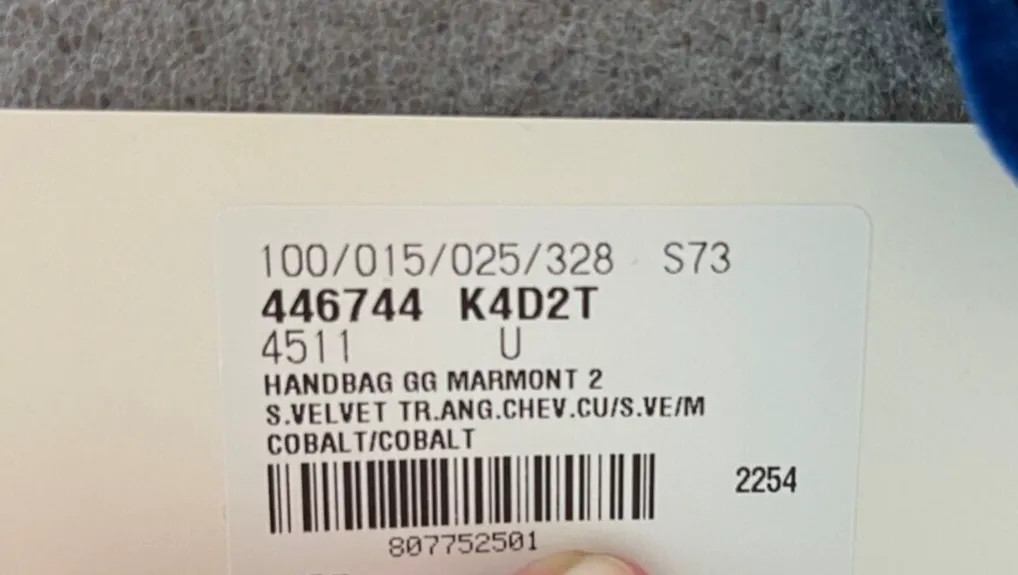 100/015/025/328 S73
446744 K4D2T
4511 U
HANDBAG GG MARMONT 2
S.VELVET TR.ANG.CHEV.CU/S.VE/M
COBALT/COBALT
2254
807752501